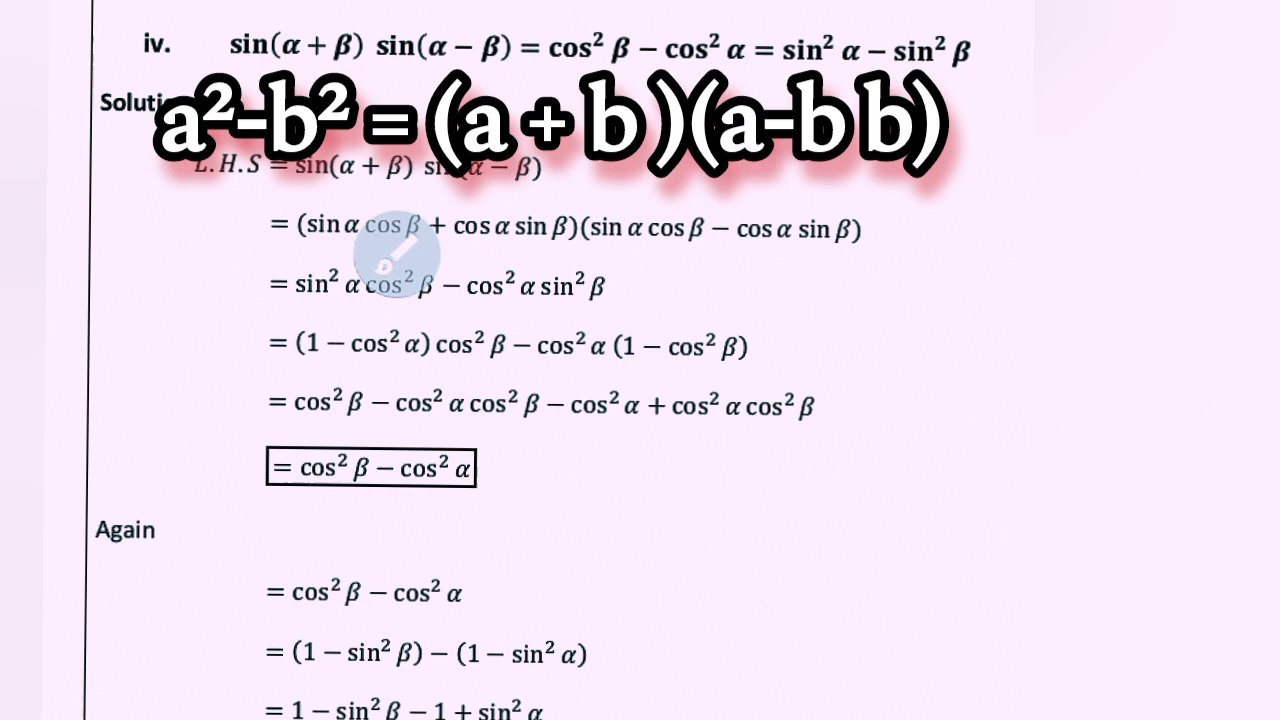 iv. sin(α + β) sin(α − β) = cos² β − cos² α = sin² α − sin² β
a²-b² = (a + b )(a-b b)
L.H.S = sin(α + β) − β)
= (sin α cos β + cos α sin β)(sin α cos β − cos α sin β)
= sin² α cos² β − cos² α sin² β
= (1 − cos² α) cos² β − cos² α (1 − cos² β)
= cos² β − cos² α cos² β − cos² α + cos² α cos² β
= cos² β − cos² α
Again
= cos² β − cos² α
= (1 − sin² β) − (1 − sin² α)
= 1 − sin² β − 1 + sin² α